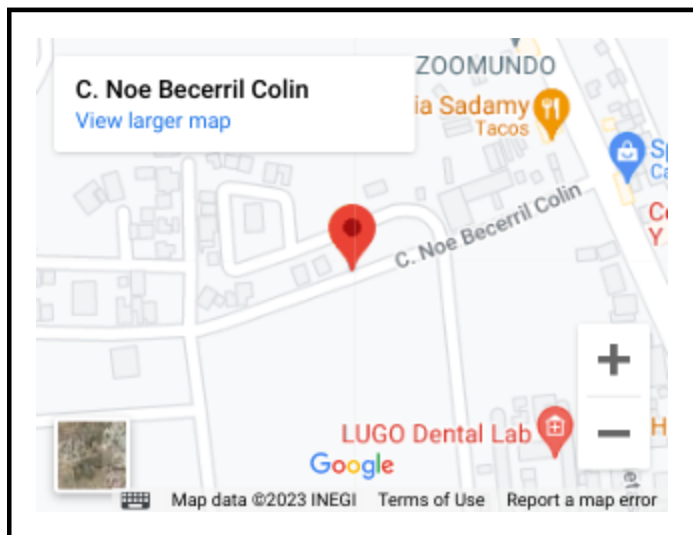 C. Noe Becerril Colin
View larger map
ZOOMUNDO
ia Sadamy
Tacos
C. Noe Becerril Colin
LUGO Dental Lab
Google
Map data ©2023 INEGI Terms of Use Report a map error